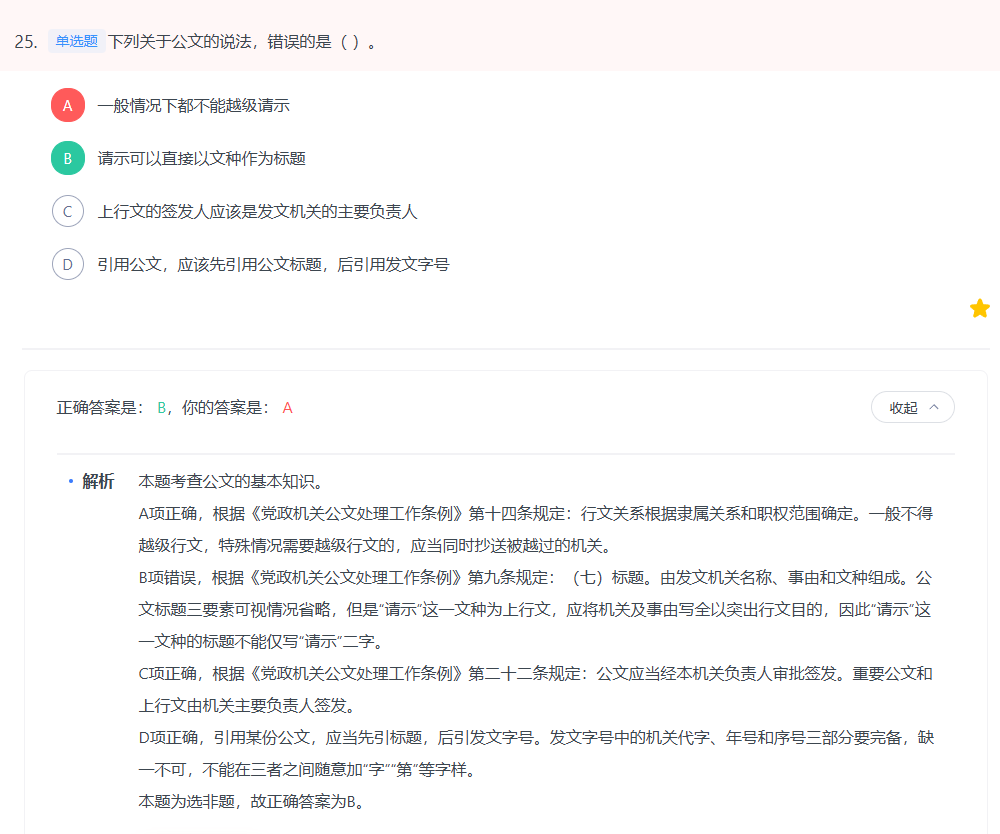 25. 单选题 下列关于公文的说法，错误的是（ ）。
A 一般情况下都不能越级请示
B 请示可以直接以文种作为标题
C 上行文的签发人应该是发文机关的主要负责人
D 引用公文，应该先引用公文标题，后引用发文字号
正确答案是： B，你的答案是： A 收起
· 解析 本题考查公文的基本知识。
A项正确，根据《党政机关公文处理工作条例》第十四条规定：行文关系根据隶属关系和职权范围确定。一般不得
越级行文，特殊情况需要越级行文的，应当同时抄送被越过的机关。
B项错误，根据《党政机关公文处理工作条例》第九条规定：（七）标题。由发文机关名称、事由和文种组成。公
文标题三要素可视情况省略，但是“请示”这一文种为上行文，应将机关及事由写全以突出行文目的，因此“请示”这
一文种的标题不能仅写“请示”二字。
C项正确，根据《党政机关公文处理工作条例》第二十二条规定：公文应当经本机关负责人审批签发。重要公文和
上行文由机关主要负责人签发。
D项正确，引用某份公文，应当先引标题，后引发文字号。发文字号中的机关代字、年号和序号三部分要完备，缺
一不可，不能在三者之间随意加“字”“第”等字样。
本题为选非题，故正确答案为B。